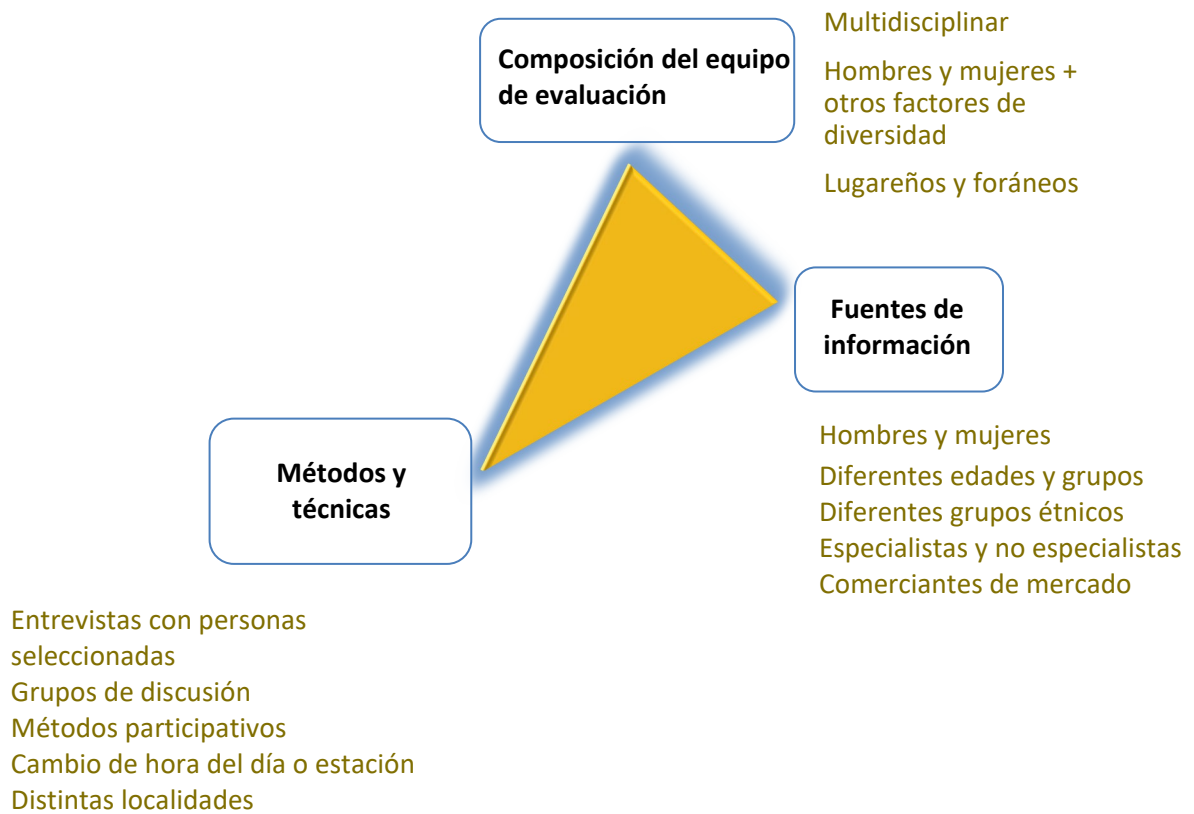 Composición del equipo
de evaluación
Multidisciplinar
Hombres y mujeres +
otros factores de
diversidad
Lugareños y foráneos
Fuentes de
información
Hombres y mujeres
Diferentes edades y grupos
Diferentes grupos étnicos
Especialistas y no especialistas
Comerciantes de mercado
Métodos y
técnicas
Entrevistas con personas
seleccionadas
Grupos de discusión
Métodos participativos
Cambio de hora del día o estación
Distintas localidades